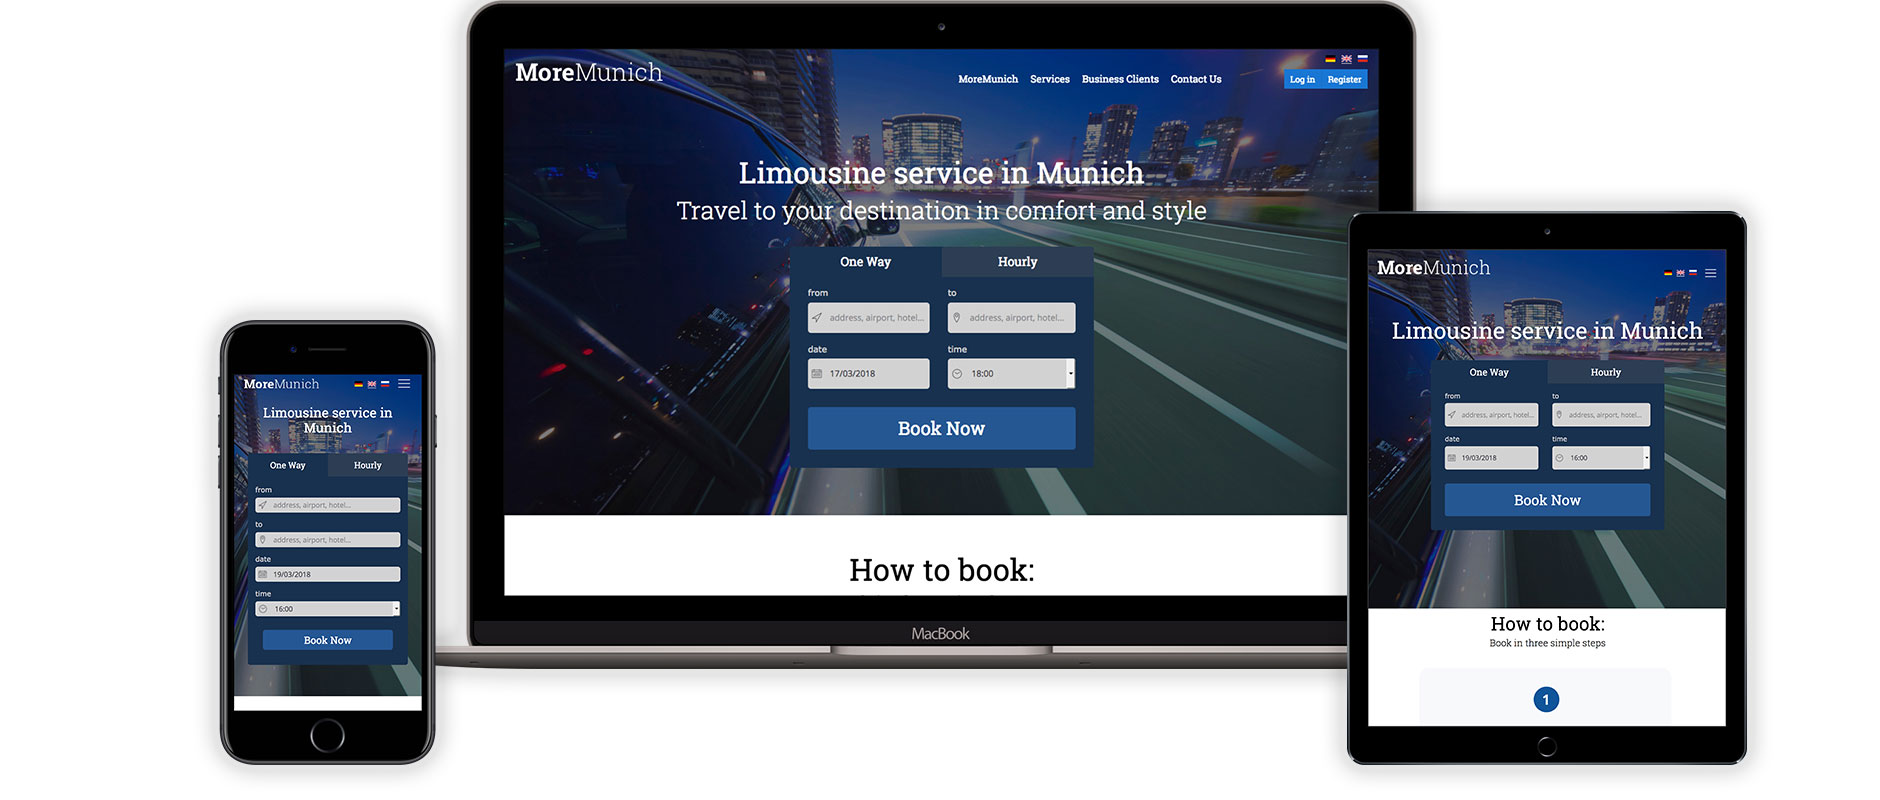 MoreMunich
MoreMunich Services Business Clients Contact Us
Log in Register
Limousine service in Munich
Travel to your destination in comfort and style
One Way Hourly
from to
address, airport, hotel... address, airport, hotel...
date time
17/03/2018 18:00
Book Now
How to book:
MacBook
MoreMunich
Limousine service in
Munich
One Way Hourly
from
address, airport, hotel...
to
address, airport, hotel...
date
19/03/2018
time
16:00
Book Now
MoreMunich
Limousine service in Munich
One Way Hourly
from to
address, airport, hotel... address, airport, hotel...
date time
19/03/2018 16:00
Book Now
How to book:
Book in three simple steps
1